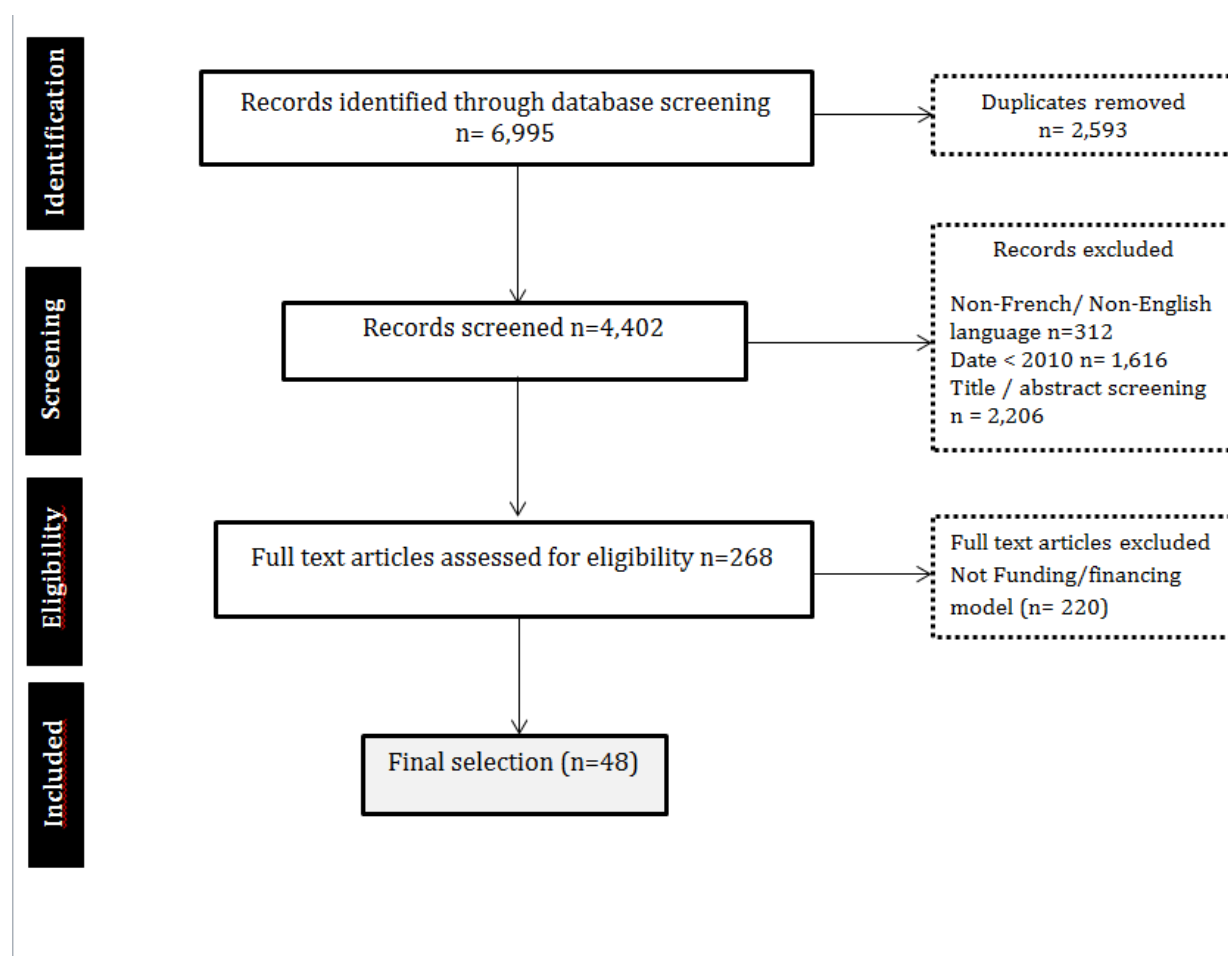 Identification
Records identified through database screening
n= 6,995
Duplicates removed
n= 2,593
Screening
Records screened n=4,402
Records excluded
Non-French/ Non-English
language n=312
Date < 2010 n= 1,616
Title / abstract screening
n = 2,206
Eligibility
Full text articles assessed for eligibility n=268
Full text articles excluded
Not Funding/financing
model (n= 220)
Included
Final selection (n=48)